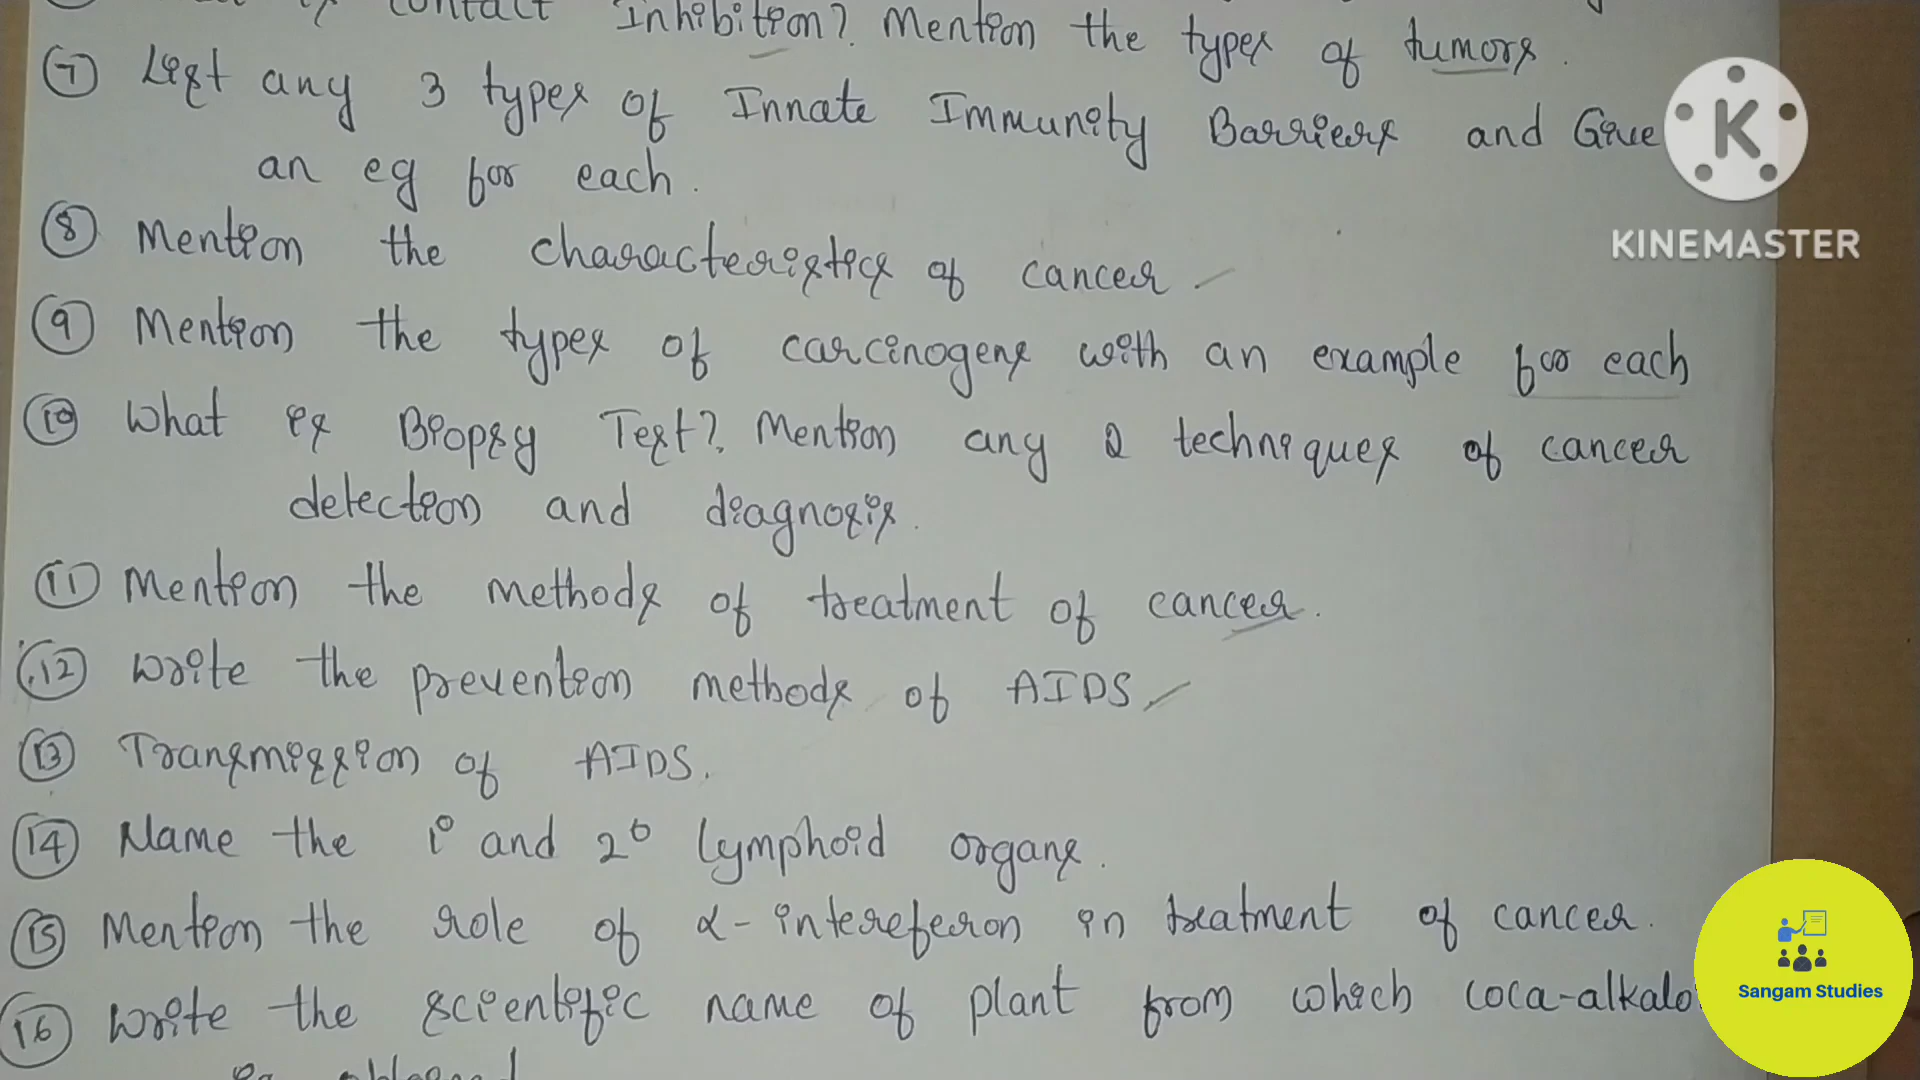 contact Inhibition? Mention the types of tumors.
7 List any 3 types of Innate Immunity Barriers and Give
an eg for each.
8 Mention the characteristics of cancer
9 Mention the types of carcinogens with an example for each
10 What is Biopsy Test? Mention any 2 techniques of cancer
detection and diagnosis.
11 Mention the methods of treatment of cancer.
12 Write the prevention methods of AIDS
13 Transmission of AIDS.
14 Name the 1° and 2° lymphoid organs.
15 Mention the role of α-intereferon in treatment of cancer.
16 Write the scientific name of plant from which coca-alkalo
K
KINEMASTER
Sangam Studies